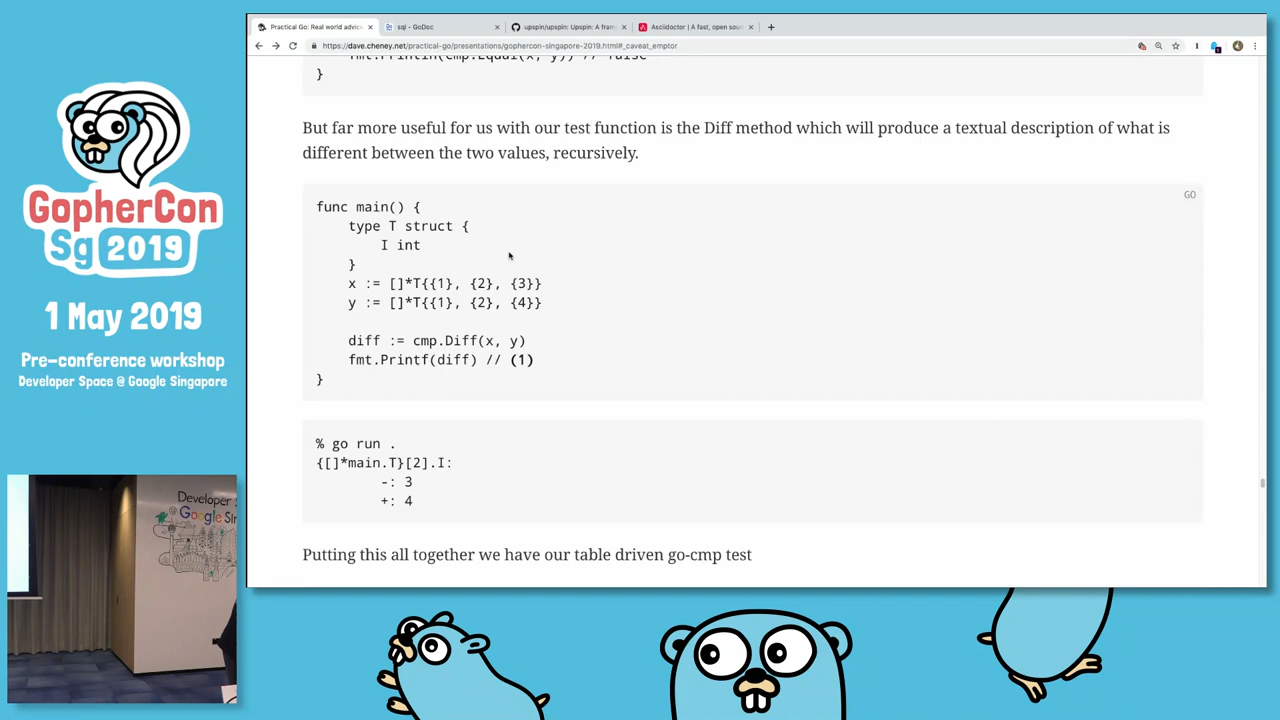 Practical Go: Real world advice
sql - GoDoc
upspin/upspin: Upspin: A fram
Asciidoctor | A fast, open sou
https://dave.cheney.net/practical-go/presentations/gophercon-singapore-2019.html#_caveat_emptor
fmt.Println(cmp.Equal(x, y)) // false
}
But far more useful for us with our test function is the Diff method which will produce a textual description of what is
different between the two values, recursively.
GO
func main() {
type T struct {
I int
}
x := []*T{{1}, {2}, {3}}
y := []*T{{1}, {2}, {4}}
diff := cmp.Diff(x, y)
fmt.Printf(diff) // (1)
}
% go run .
{[]*main.T}[2].I:
-: 3
+: 4
Putting this all together we have our table driven go-cmp test
GopherCon
Sg 2019
1 May 2019
Pre-conference workshop
Developer Space @ Google Singapore
Developer S
@ Google Sin